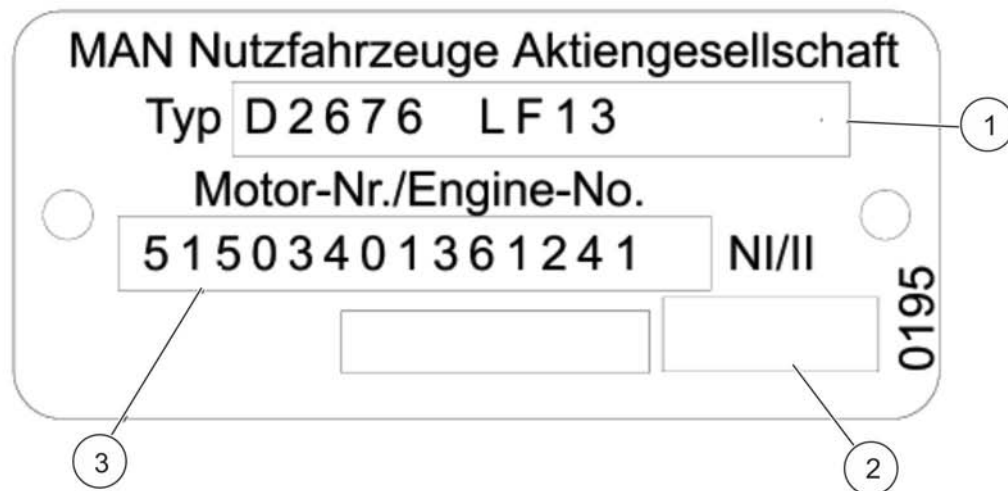 MAN Nutzfahrzeuge Aktiengesellschaft
Typ D2676 LF13
1
Motor-Nr./Engine-No.
51503401361241 NI/II
0195
3
2